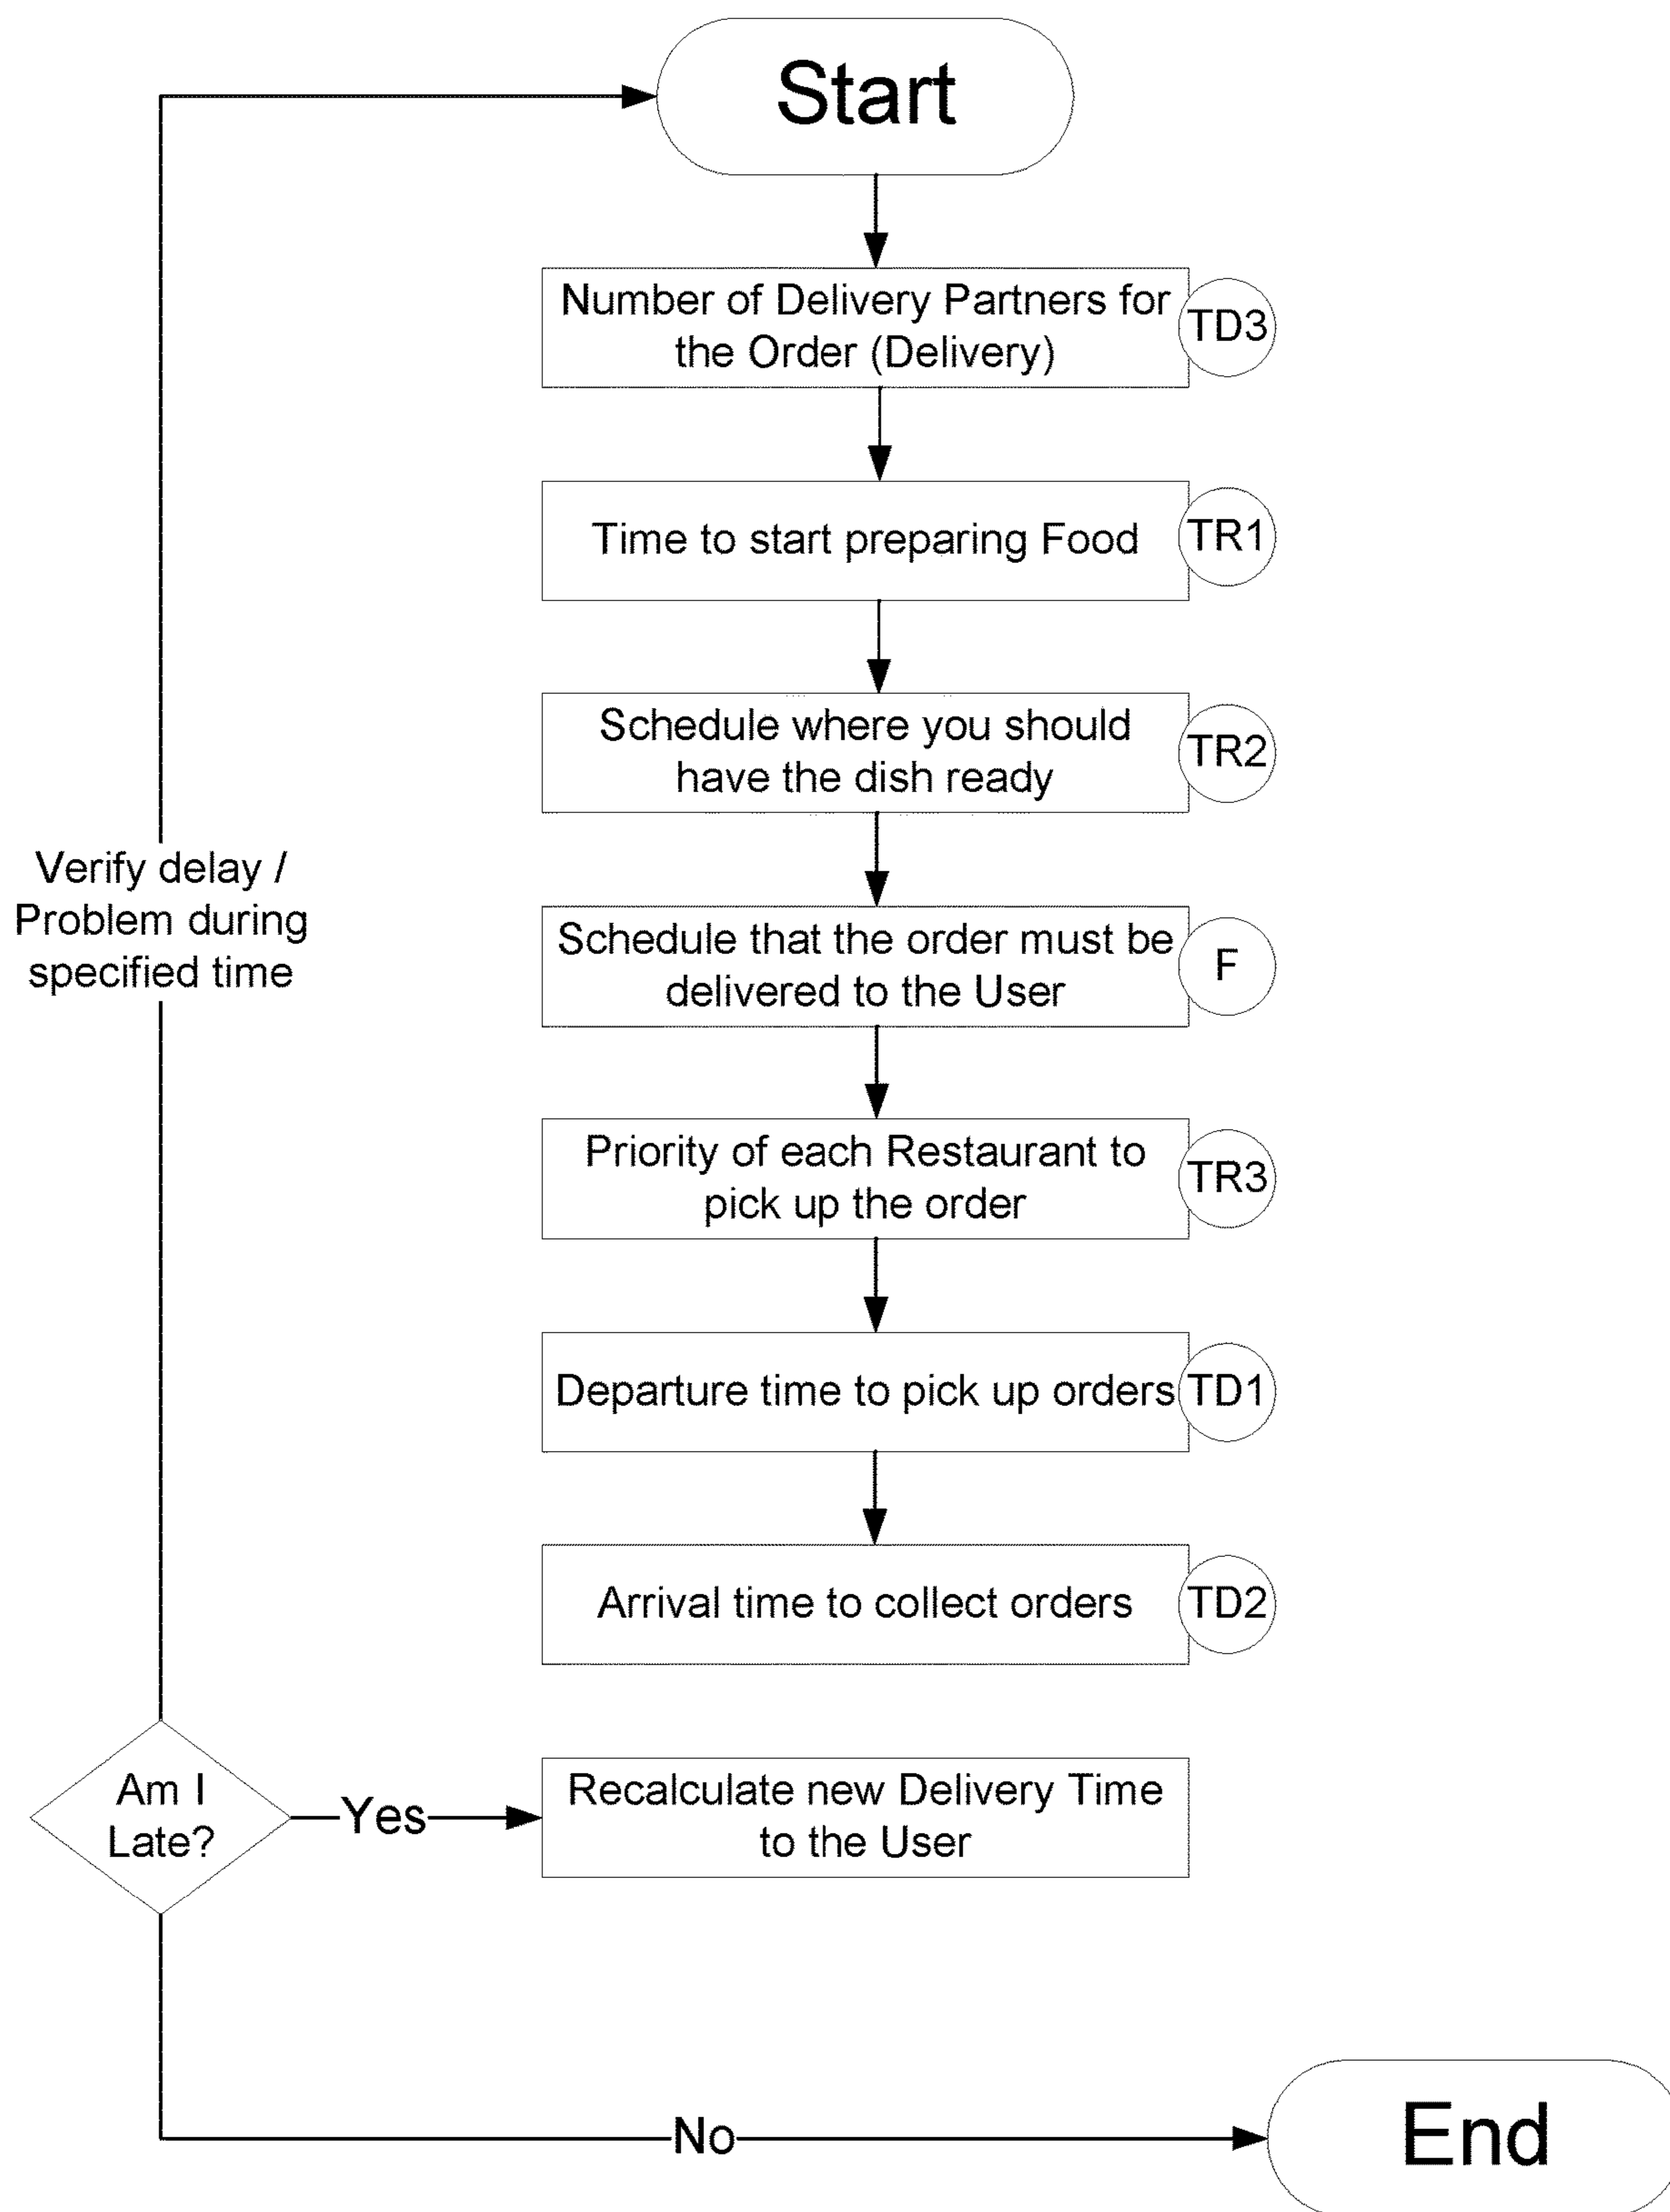 Start
Number of Delivery Partners for
the Order (Delivery)
TD3
Time to start preparing Food
TR1
Schedule where you should
have the dish ready
TR2
Verify delay /
Problem during
specified time
Schedule that the order must be
delivered to the User
F
Priority of each Restaurant to
pick up the order
TR3
Departure time to pick up orders
TD1
Arrival time to collect orders
TD2
Am I
Late?
Yes
Recalculate new Delivery Time
to the User
No
End